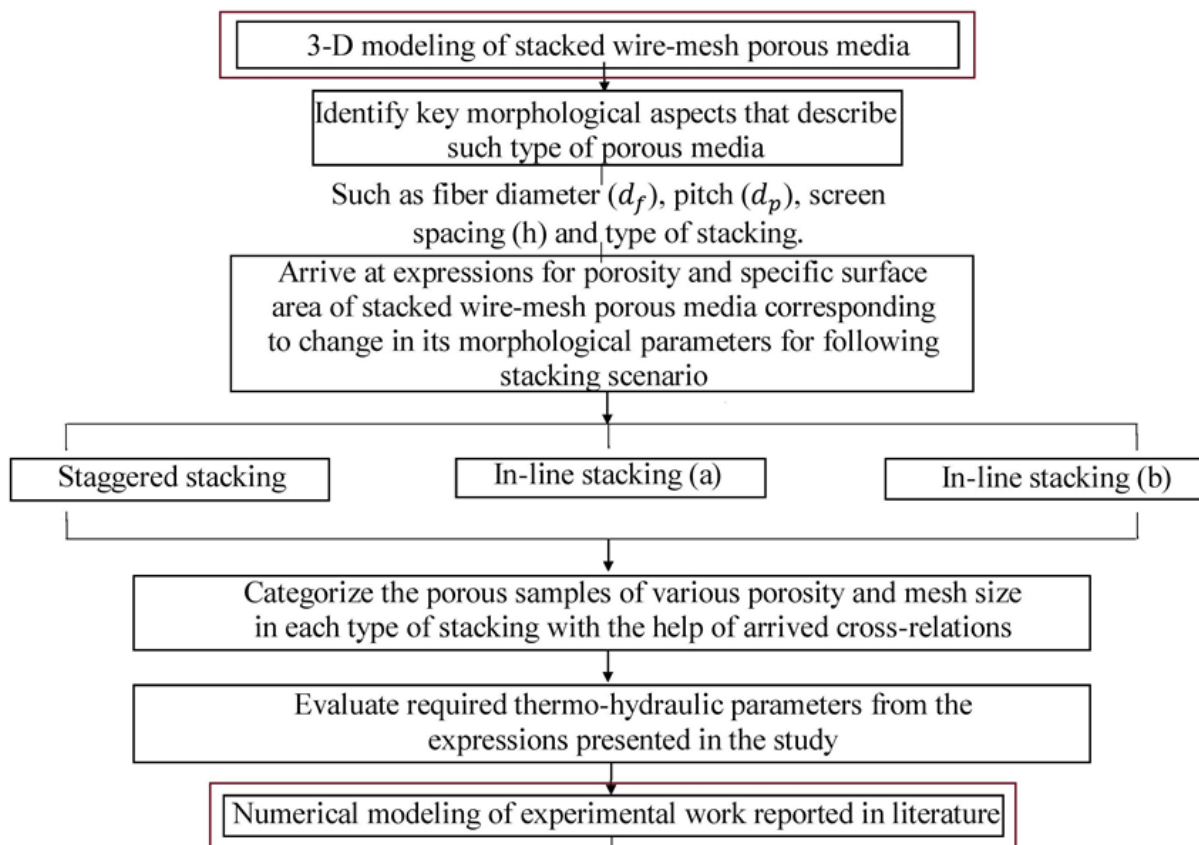 3-D modeling of stacked wire-mesh porous media
Identify key morphological aspects that describe
such type of porous media
Such as fiber diameter (d_f), pitch (d_p), screen
spacing (h) and type of stacking.
Arrive at expressions for porosity and specific surface
area of stacked wire-mesh porous media corresponding
to change in its morphological parameters for following
stacking scenario
Staggered stacking
In-line stacking (a)
In-line stacking (b)
Categorize the porous samples of various porosity and mesh size
in each type of stacking with the help of arrived cross-relations
Evaluate required thermo-hydraulic parameters from the
expressions presented in the study
Numerical modeling of experimental work reported in literature